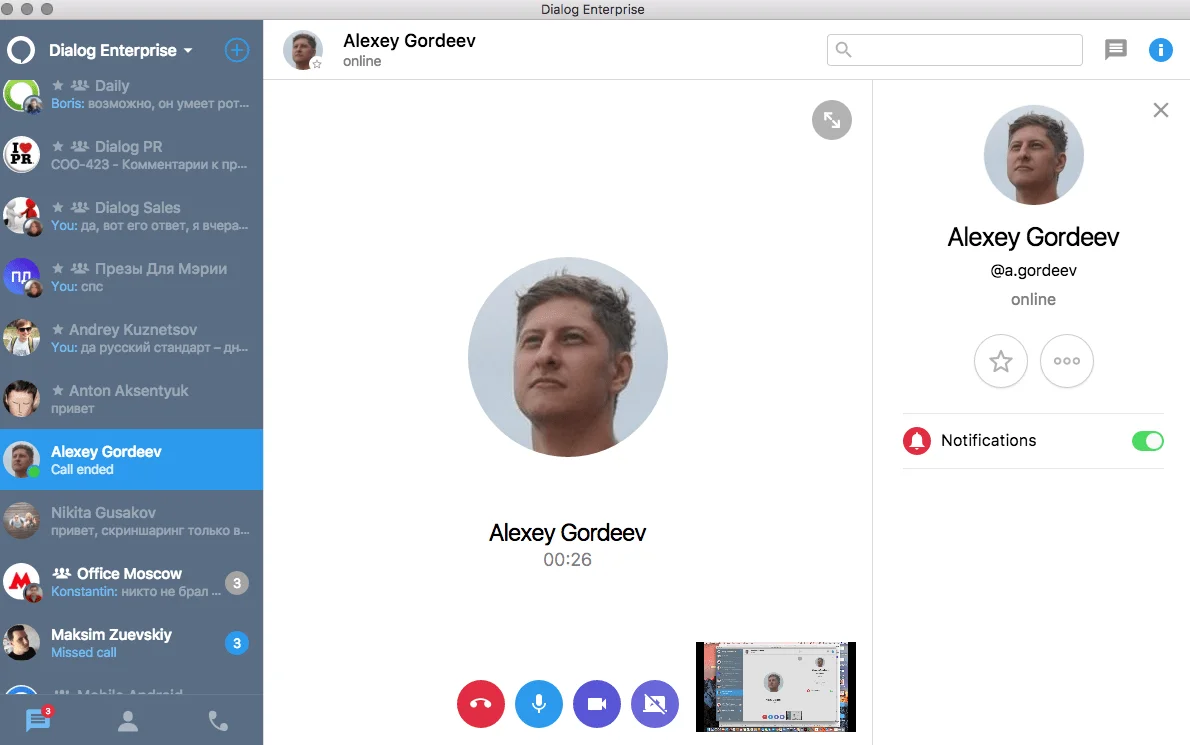 Dialog Enterprise
Dialog Enterprise
Daily
Boris: возможно, он умеет рот...
I PR
Dialog PR
COO-423 - Комментарии к пр...
Dialog Sales
You: да, вот его ответ, я вчера...
ПД
Презы Для Мэрии
You: спс
Andrey Kuznetsov
You: да русский стандарт – дн...
Anton Aksentyuk
привет
Alexey Gordeev
Call ended
Nikita Gusakov
привет, скриншаринг только в...
Office Moscow
Konstantin: никто не брал ...
3
Maksim Zuevskiy
Missed call
3
Mobile Android
3
Alexey Gordeev
online
Alexey Gordeev
00:26
Alexey Gordeev
@a.gordeev
online
Notifications